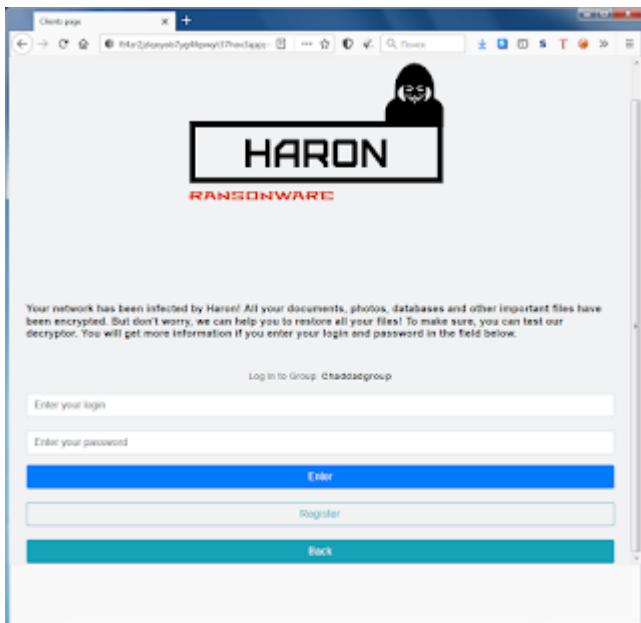 Clients page
Поиск
HARON
RANSONWARE
Your network has been infected by Haron! All your documents, photos, databases and other important files have
been encrypted. But don't worry, we can help you to restore all your files! To make sure, you can test our
decryptor. You will get more information if you enter your login and password in the field below.
Log in to Group: Chaddadgroup
Enter your login
Enter your password
Enter
Register
Back